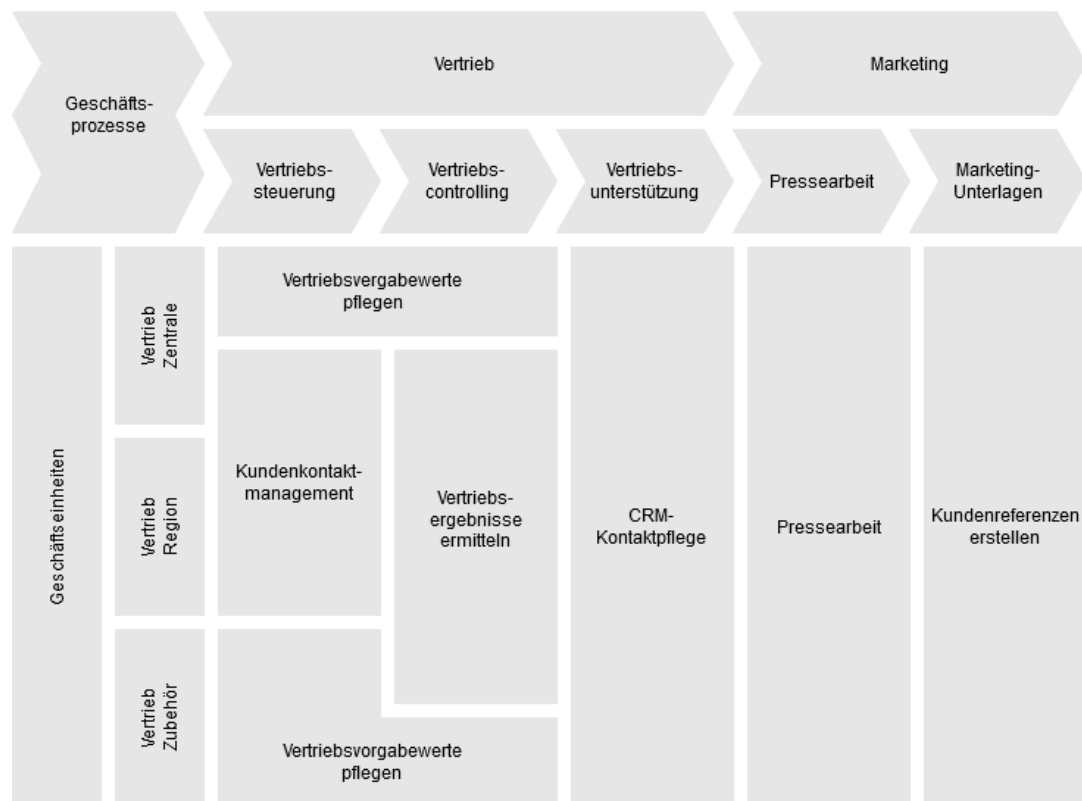 Geschäfts-
prozesse
Vertrieb
Marketing
Vertriebs-
steuerung
Vertriebs-
controlling
Vertriebs-
unterstützung
Pressearbeit
Marketing-
Unterlagen
Geschäftseinheiten
Vertrieb
Zentrale
Vertrieb
Region
Vertrieb
Zubehör
Vertriebsvergabewerte
pflegen
Kundenkontakt-
management
Vertriebs-
ergebnisse
ermitteln
Vertriebsvorgabewerte
pflegen
CRM-
Kontaktpflege
Pressearbeit
Kundenreferenzen
erstellen